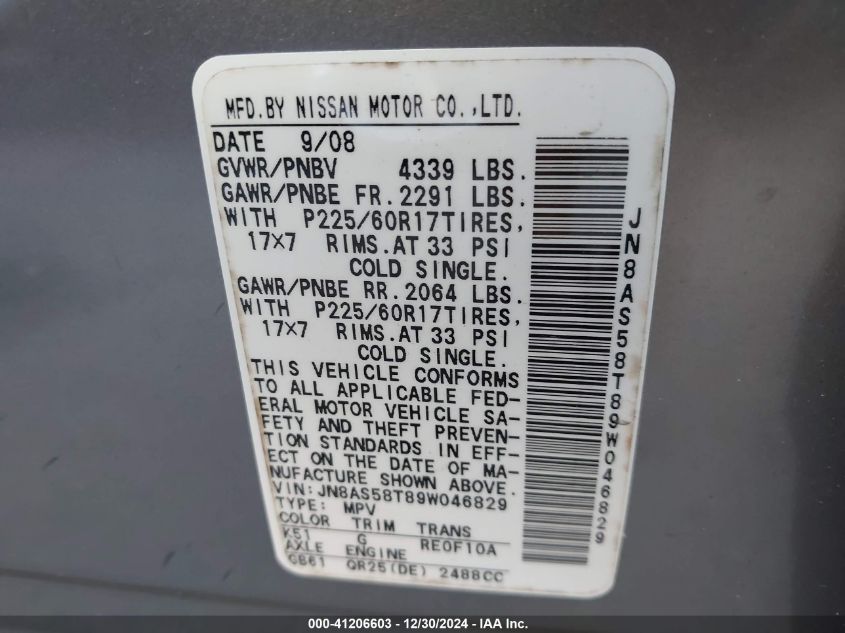 MFD.BY NISSAN MOTOR CO.,LTD.
DATE 9/08
GVWR/PNBV 4339 LBS.
GAWR/PNBE FR.2291 LBS.
WITH P225/60R17TIRES,
17×7 RIMS.AT 33 PSI
COLD SINGLE.
GAWR/PNBE RR.2064 LBS.
WITH P225/60R17TIRES,
17×7 RIMS.AT 33 PSI
COLD SINGLE.
THIS VEHICLE CONFORMS
TO ALL APPLICABLE FED-
ERAL MOTOR VEHICLE SA-
FETY AND THEFT PREVEN-
TION STANDARDS IN EFF-
ECT ON THE DATE OF MA-
NUFACTURE SHOWN ABOVE.
VIN:JN8AS58T89W046829
TYPE: MPV
COLOR TRIM TRANS
K51 G RE0F10A
AXLE ENGINE
GB61 QR25(DE) 2488CC
JN8AS58T89W046829
000-41206603 - 12/30/2024 - IAA Inc.